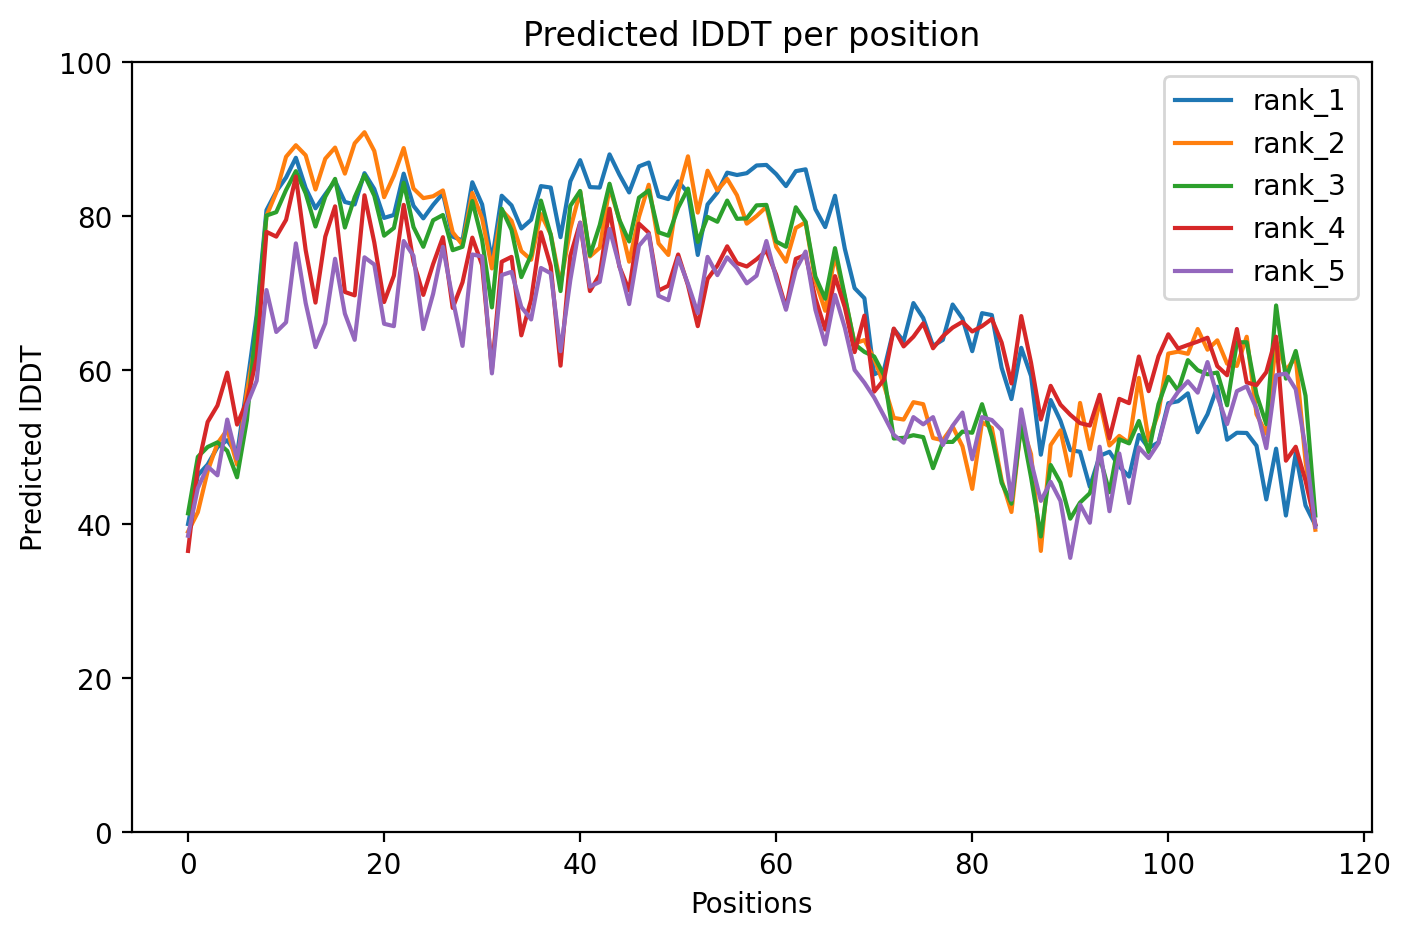 Predicted lDDT per position
100
80
60
40
20
0
Predicted lDDT
rank_1
rank_2
rank_3
rank_4
rank_5
0 20 40 60 80 100 120
Positions